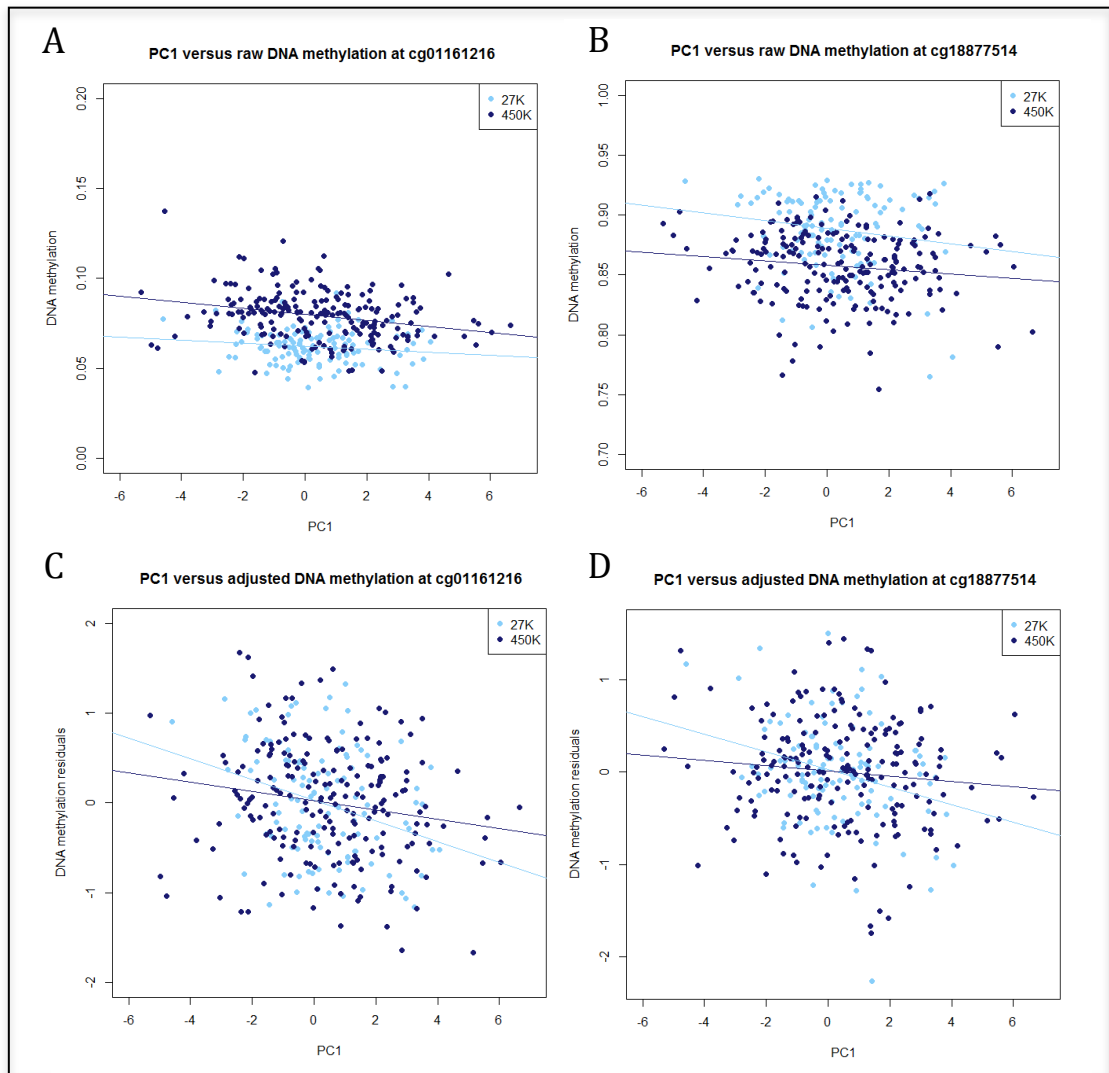 A
PC1 versus raw DNA methylation at cg01161216
27K
450K
DNA methylation
0.20
0.15
0.10
0.05
0.00
-6 -4 -2 0 2 4 6
PC1
B
PC1 versus raw DNA methylation at cg18877514
27K
450K
DNA methylation
1.00
0.95
0.90
0.85
0.80
0.75
0.70
-6 -4 -2 0 2 4 6
PC1
C
PC1 versus adjusted DNA methylation at cg01161216
27K
450K
DNA methylation residuals
2
1
0
-1
-2
-6 -4 -2 0 2 4 6
PC1
D
PC1 versus adjusted DNA methylation at cg18877514
27K
450K
DNA methylation residuals
1
0
-1
-2
-6 -4 -2 0 2 4 6
PC1